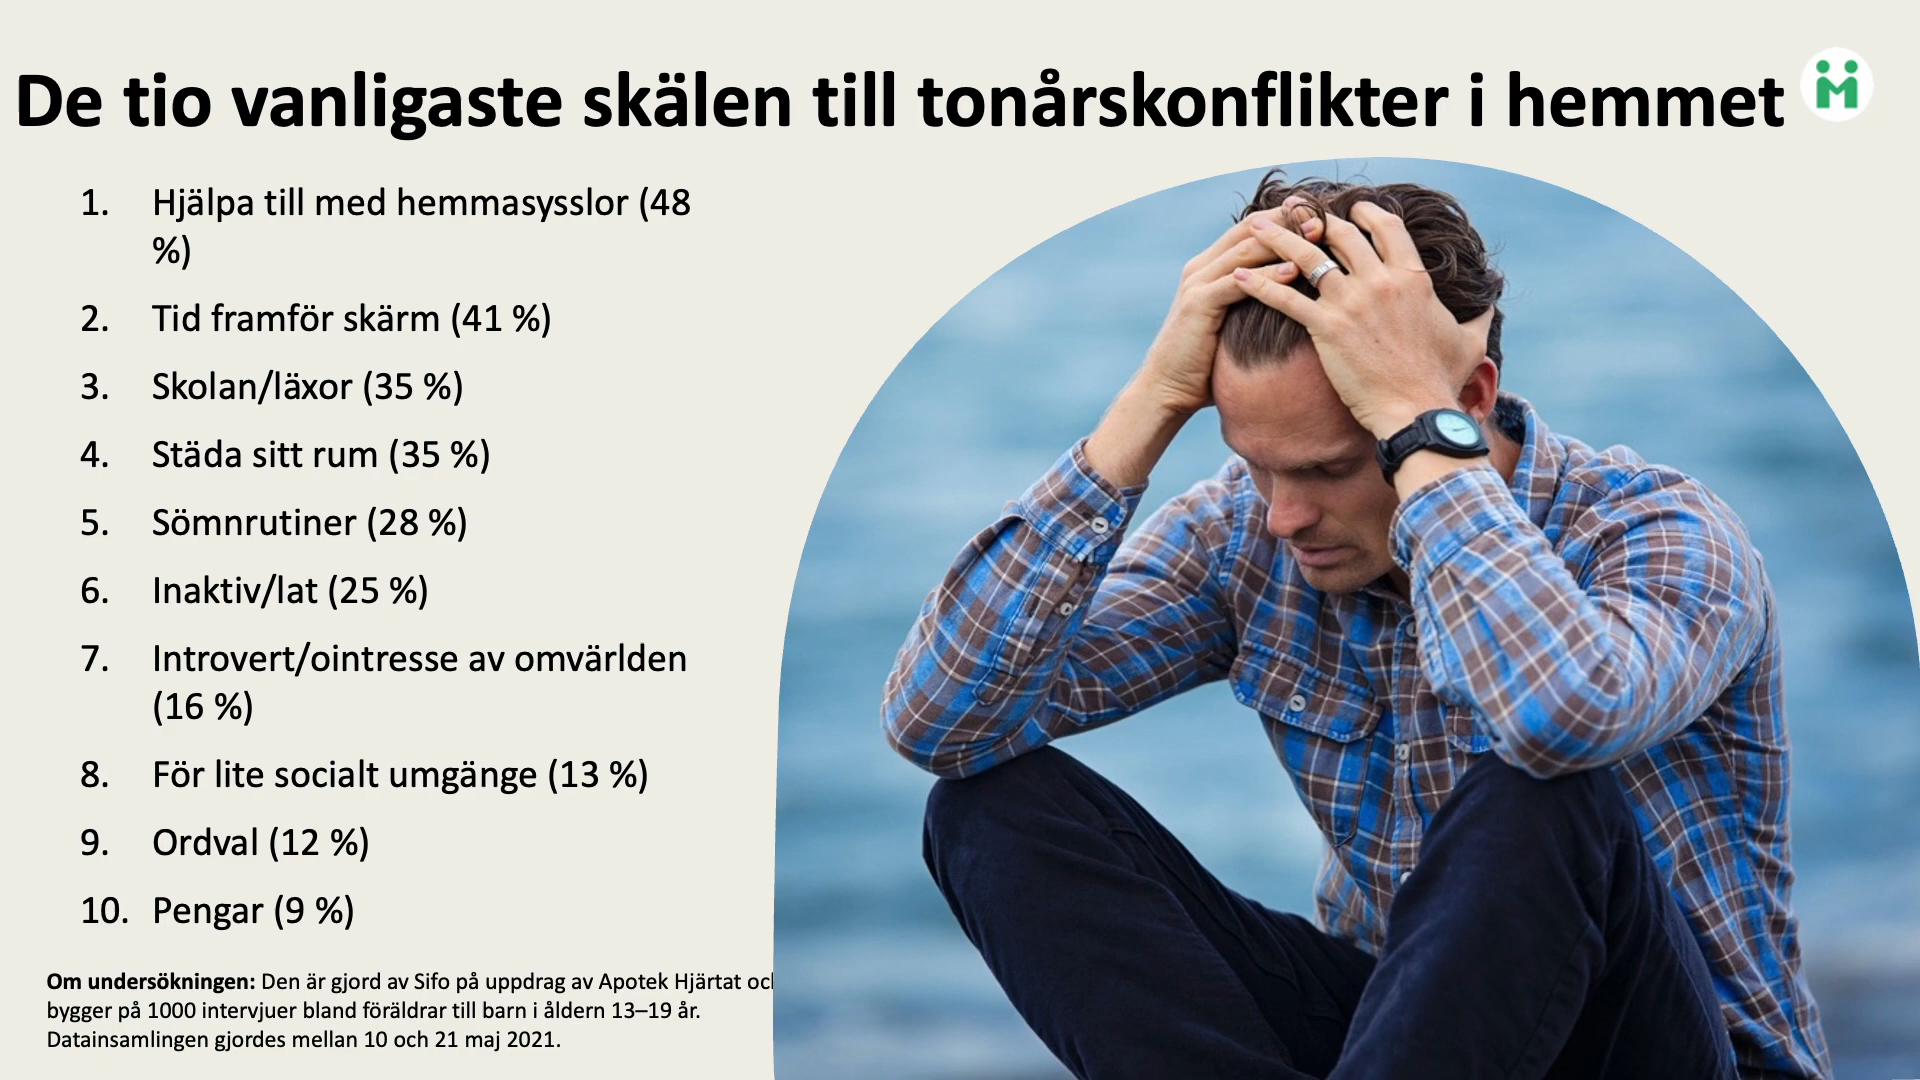 De tio vanligaste skälen till tonårskonflikter i hemmet
1. Hjälpa till med hemmasysslor (48
%)
2. Tid framför skärm (41 %)
3. Skolan/läxor (35 %)
4. Städa sitt rum (35 %)
5. Sömnrutiner (28 %)
6. Inaktiv/lat (25 %)
7. Introvert/ointresse av omvärlden
(16 %)
8. För lite socialt umgänge (13 %)
9. Ordval (12 %)
10. Pengar (9 %)
Om undersökningen: Den är gjord av Sifo på uppdrag av Apotek Hjärtat och
bygger på 1000 intervjuer bland föräldrar till barn i åldern 13–19 år.
Datainsamlingen gjordes mellan 10 och 21 maj 2021.